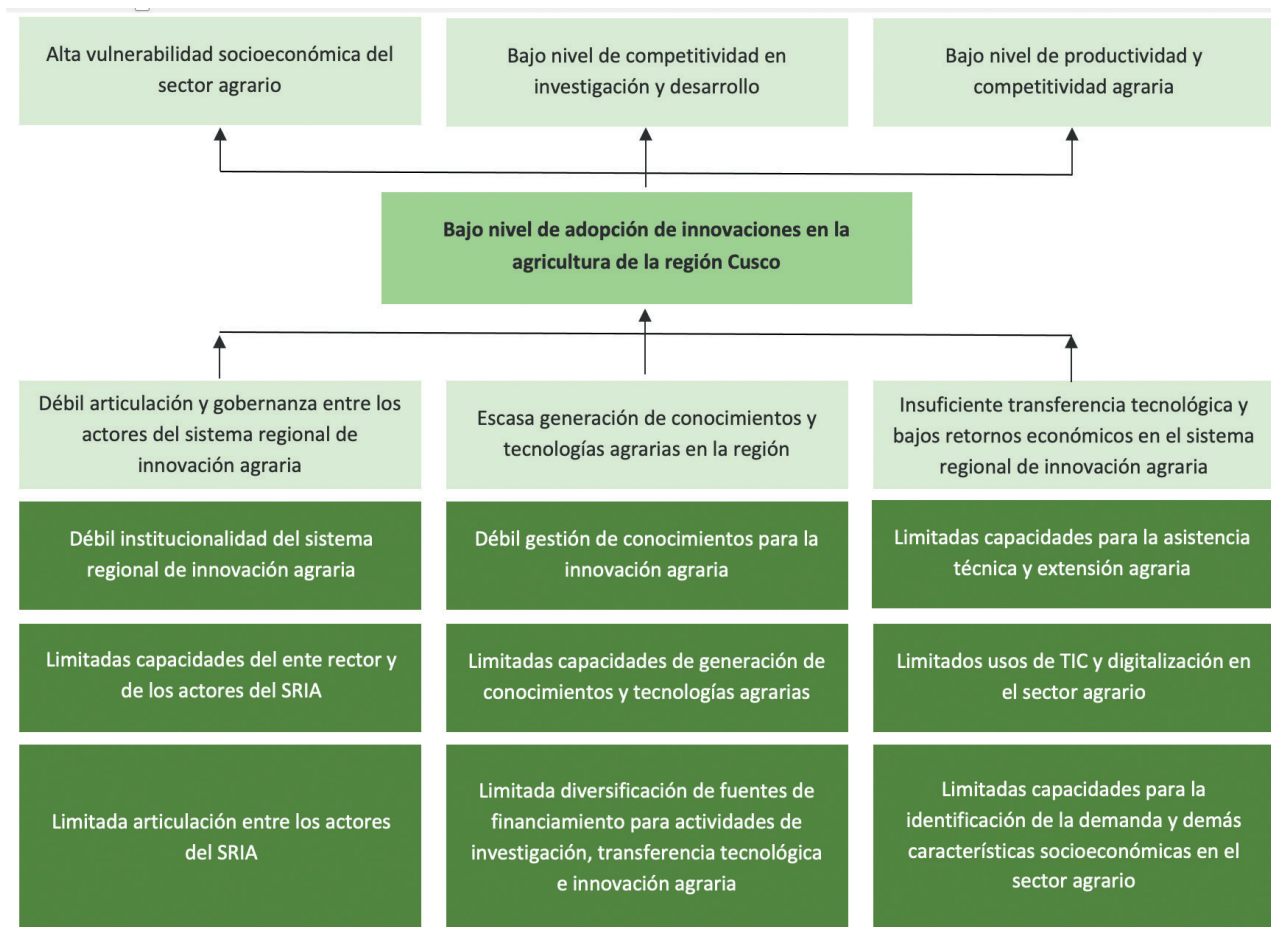 Alta vulnerabilidad socioeconómica del
sector agrario
Bajo nivel de competitividad en
investigación y desarrollo
Bajo nivel de productividad y
competitividad agraria
Bajo nivel de adopción de innovaciones en la
agricultura de la región Cusco
Débil articulación y gobernanza entre los
actores del sistema regional de
innovación agraria
Escasa generación de conocimientos y
tecnologías agrarias en la región
Insuficiente transferencia tecnológica y
bajos retornos económicos en el sistema
regional de innovación agraria
Débil institucionalidad del sistema
regional de innovación agraria
Débil gestión de conocimientos para la
innovación agraria
Limitadas capacidades para la asistencia
técnica y extensión agraria
Limitadas capacidades del ente rector y
de los actores del SRIA
Limitadas capacidades de generación de
conocimientos y tecnologías agrarias
Limitados usos de TIC y digitalización en
el sector agrario
Limitada articulación entre los actores
del SRIA
Limitada diversificación de fuentes de
financiamiento para actividades de
investigación, transferencia tecnológica
e innovación agraria
Limitadas capacidades para la
identificación de la demanda y demás
características socioeconómicas en el
sector agrario